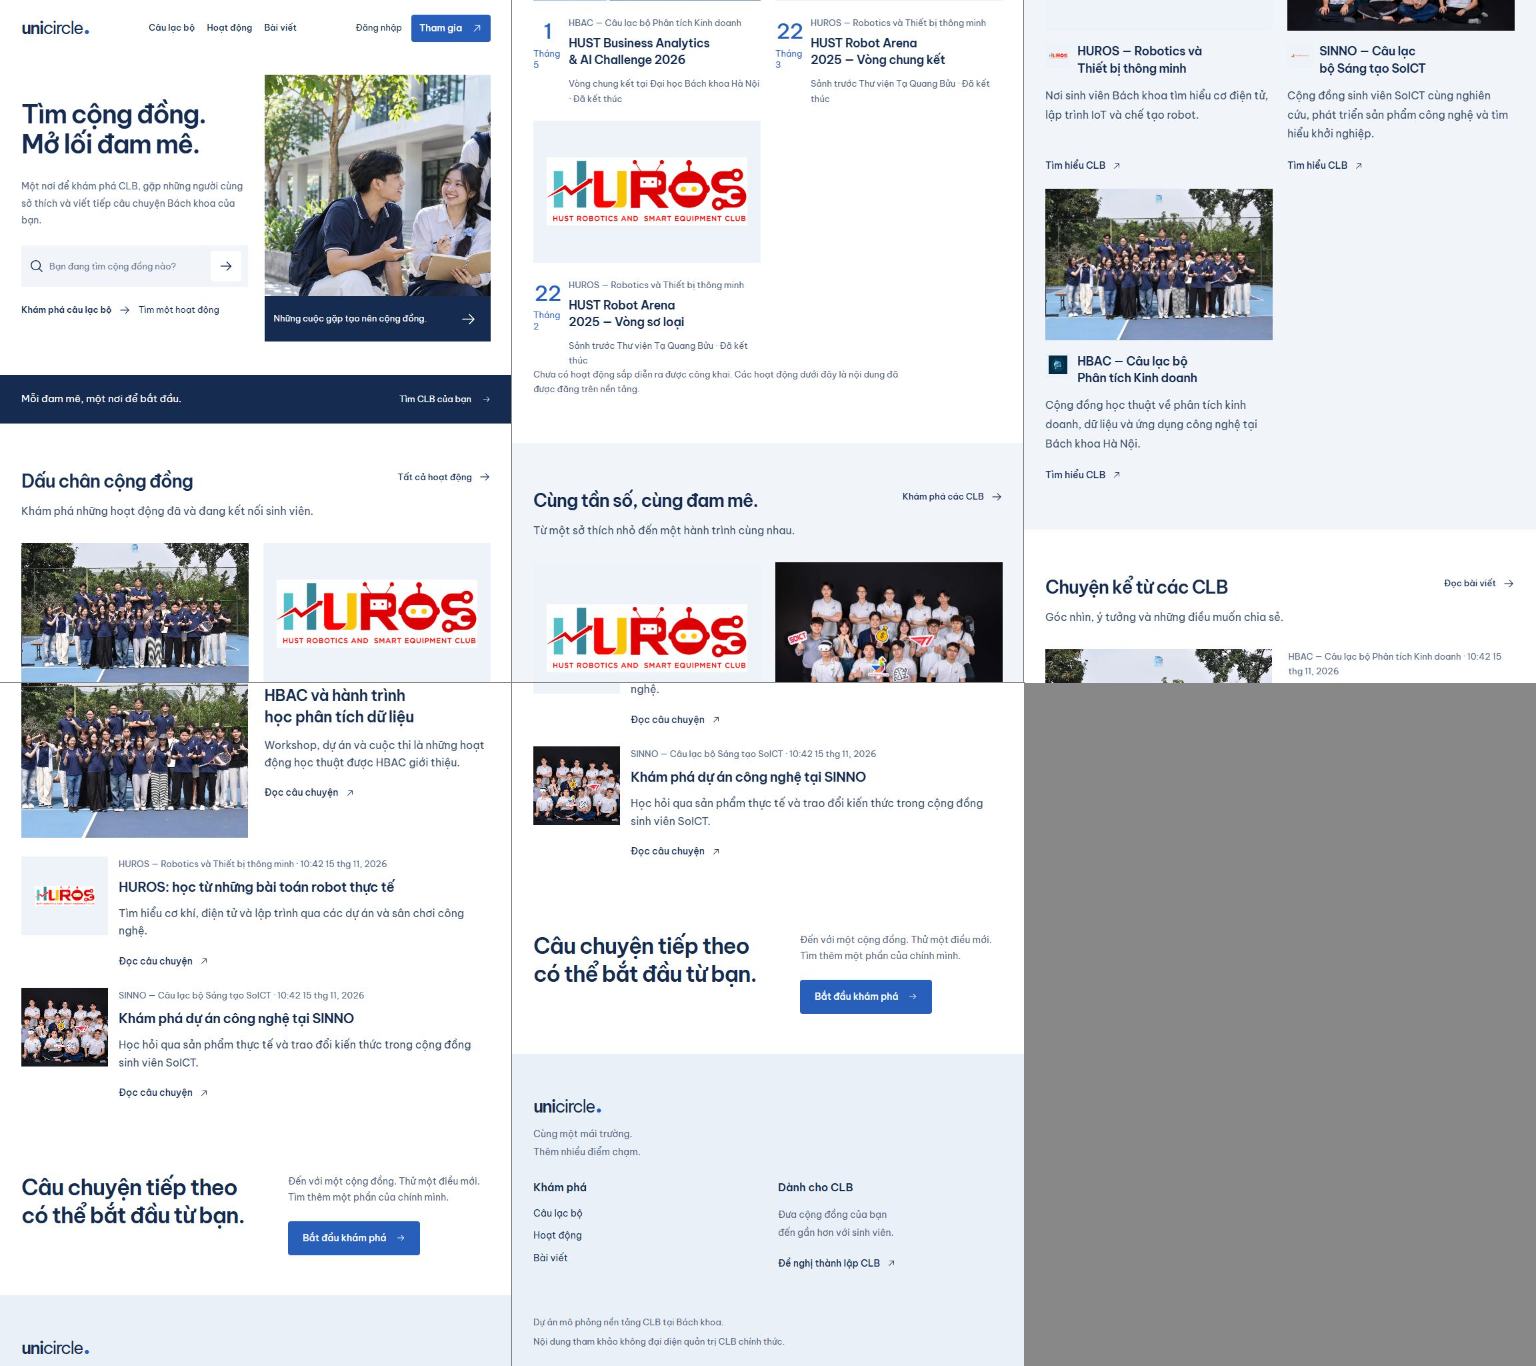 unicircle.
Câu lạc bộ
Hoạt động
Bài viết
Đăng nhập
Tham gia
Tìm cộng đồng.
Mở lối đam mê.
Một nơi để khám phá CLB, gặp những người cùng
sở thích và viết tiếp câu chuyện Bách khoa của
bạn.
Bạn đang tìm cộng đồng nào?
Khám phá câu lạc bộ
Tìm một hoạt động
Những cuộc gặp tạo nên cộng đồng.
Mỗi đam mê, một nơi để bắt đầu.
Tìm CLB của bạn
Dấu chân cộng đồng
Tất cả hoạt động
Khám phá những hoạt động đã và đang kết nối sinh viên.
HUROS
HUST ROBOTICS AND SMART EQUIPMENT CLUB
1
Tháng
5
HBAC — Câu lạc bộ Phân tích Kinh doanh
HUST Business Analytics
& AI Challenge 2026
Vòng chung kết tại Đại học Bách khoa Hà Nội
· Đã kết thúc
22
Tháng
3
HUROS — Robotics và Thiết bị thông minh
HUST Robot Arena
2025 — Vòng chung kết
Sảnh trước Thư viện Tạ Quang Bửu · Đã kết
thúc
HUROS
HUST ROBOTICS AND SMART EQUIPMENT CLUB
22
Tháng
2
HUROS — Robotics và Thiết bị thông minh
HUST Robot Arena
2025 — Vòng sơ loại
Sảnh trước Thư viện Tạ Quang Bửu · Đã kết
thúc
Chưa có hoạt động sắp diễn ra được công khai. Các hoạt động dưới đây là nội dung đã
được đăng trên nền tảng.
Cùng tần số, cùng đam mê.
Khám phá các CLB
Từ một sở thích nhỏ đến một hành trình cùng nhau.
HUROS
HUST ROBOTICS AND SMART EQUIPMENT CLUB
SOICT
HUROS — Robotics và
Thiết bị thông minh
Nơi sinh viên Bách khoa tìm hiểu cơ điện tử,
lập trình IoT và chế tạo robot.
Tìm hiểu CLB
SINNO — Câu lạc
bộ Sáng tạo SoICT
Cộng đồng sinh viên SoICT cùng nghiên
cứu, phát triển sản phẩm công nghệ và tìm
hiểu khởi nghiệp.
Tìm hiểu CLB
HBAC — Câu lạc bộ
Phân tích Kinh doanh
Cộng đồng học thuật về phân tích kinh
doanh, dữ liệu và ứng dụng công nghệ tại
Bách khoa Hà Nội.
Tìm hiểu CLB
Chuyện kể từ các CLB
Đọc bài viết
Góc nhìn, ý tưởng và những điều muốn chia sẻ.
HBAC — Câu lạc bộ Phân tích Kinh doanh · 10:42 15
thg 11, 2026
HBAC và hành trình
học phân tích dữ liệu
Workshop, dự án và cuộc thi là những hoạt
động học thuật được HBAC giới thiệu.
Đọc câu chuyện
HUROS
HUROS — Robotics và Thiết bị thông minh · 10:42 15 thg 11, 2026
HUROS: học từ những bài toán robot thực tế
Tìm hiểu cơ khí, điện tử và lập trình qua các dự án và sân chơi công
nghệ.
Đọc câu chuyện
SINNO — Câu lạc bộ Sáng tạo SoICT · 10:42 15 thg 11, 2026
Khám phá dự án công nghệ tại SINNO
Học hỏi qua sản phẩm thực tế và trao đổi kiến thức trong cộng đồng
sinh viên SoICT.
Đọc câu chuyện
Câu chuyện tiếp theo
có thể bắt đầu từ bạn.
Đến với một cộng đồng. Thử một điều mới.
Tìm thêm một phần của chính mình.
Bắt đầu khám phá
unicircle.
nghệ.
Đọc câu chuyện
SINNO — Câu lạc bộ Sáng tạo SoICT · 10:42 15 thg 11, 2026
Khám phá dự án công nghệ tại SINNO
Học hỏi qua sản phẩm thực tế và trao đổi kiến thức trong cộng đồng
sinh viên SoICT.
Đọc câu chuyện
Câu chuyện tiếp theo
có thể bắt đầu từ bạn.
Đến với một cộng đồng. Thử một điều mới.
Tìm thêm một phần của chính mình.
Bắt đầu khám phá
unicircle.
Cùng một mái trường.
Thêm nhiều điểm chạm.
Khám phá
Câu lạc bộ
Hoạt động
Bài viết
Dành cho CLB
Đưa cộng đồng của bạn
đến gần hơn với sinh viên.
Đề nghị thành lập CLB
Dự án mô phỏng nền tảng CLB tại Bách khoa.
Nội dung tham khảo không đại diện quản trị CLB chính thức.